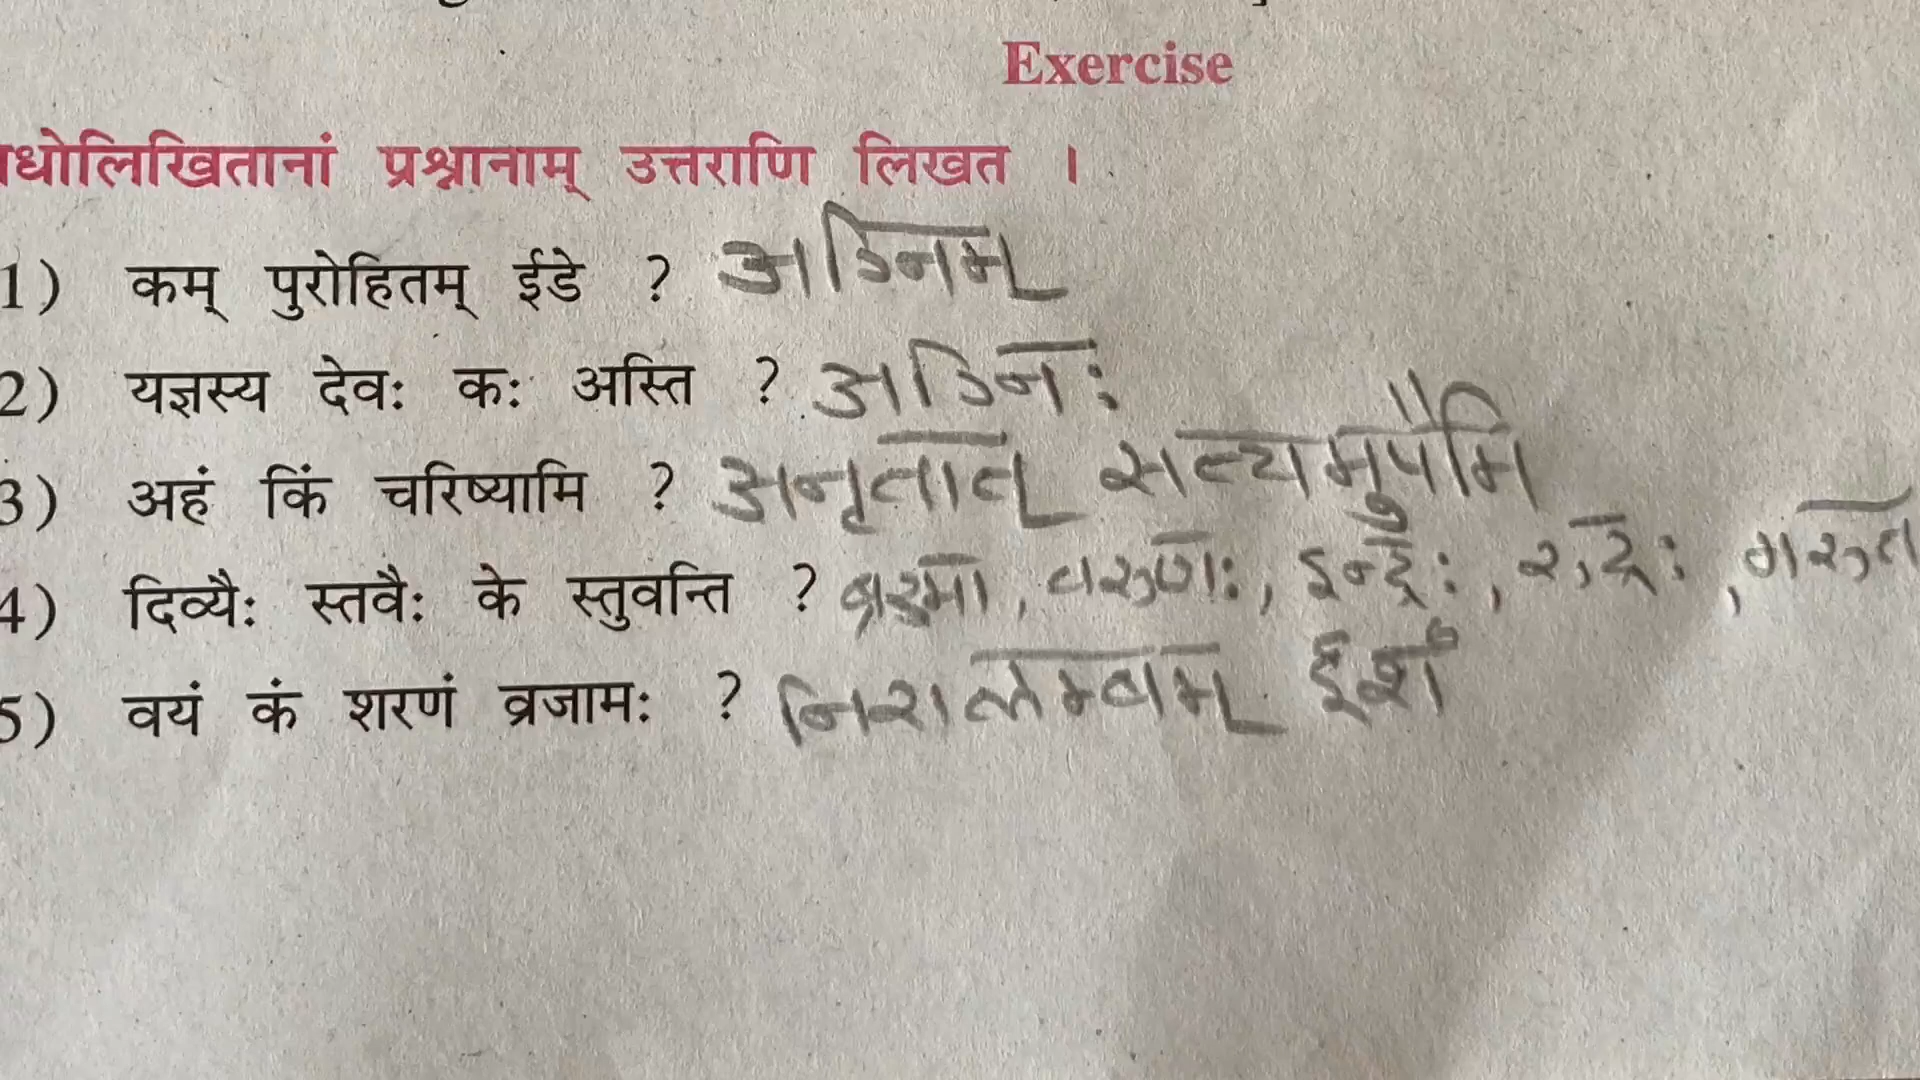 Exercise
धोलिखितानां प्रश्नानाम् उत्तराणि लिखत ।
1) कम् पुरोहितम् ईडे ? अग्निम्
2) यज्ञस्य देवः कः अस्ति ? अग्निः
3) अहं किं चरिष्यामि ? अनृतात् सत्यमुपैमि
4) दिव्यैः स्तवैः के स्तुवन्ति ? ब्रह्मा, वरुणः, इन्द्रः, रुद्रः, मरुत
5) वयं कं शरणं व्रजामः ? निरालम्बम् ईशं